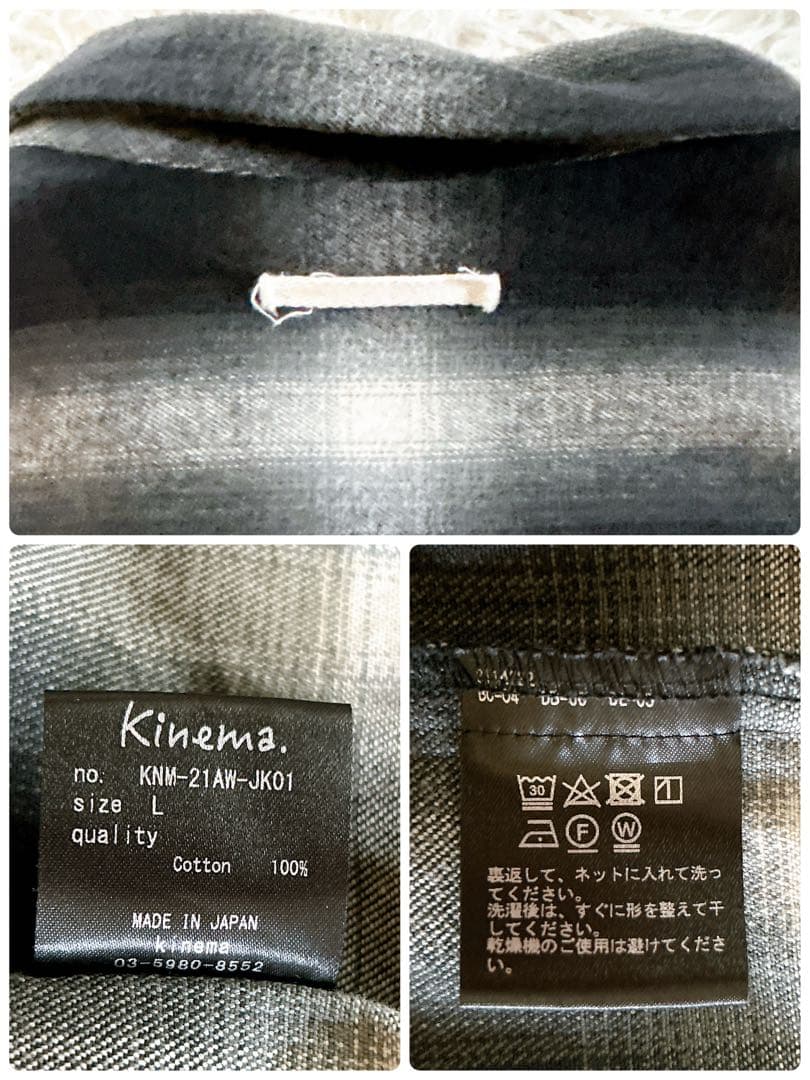 Kinema.
no. KNM-21AW-JK01
size L
quality
Cotton 100%
MADE IN JAPAN
kinema
03-5980-8552
30
F
W
裏返して、ネットに入れて洗っ
てください。
洗濯後は、すぐに形を整えて干
してください。
乾燥機のご使用は避けてくださ
い。